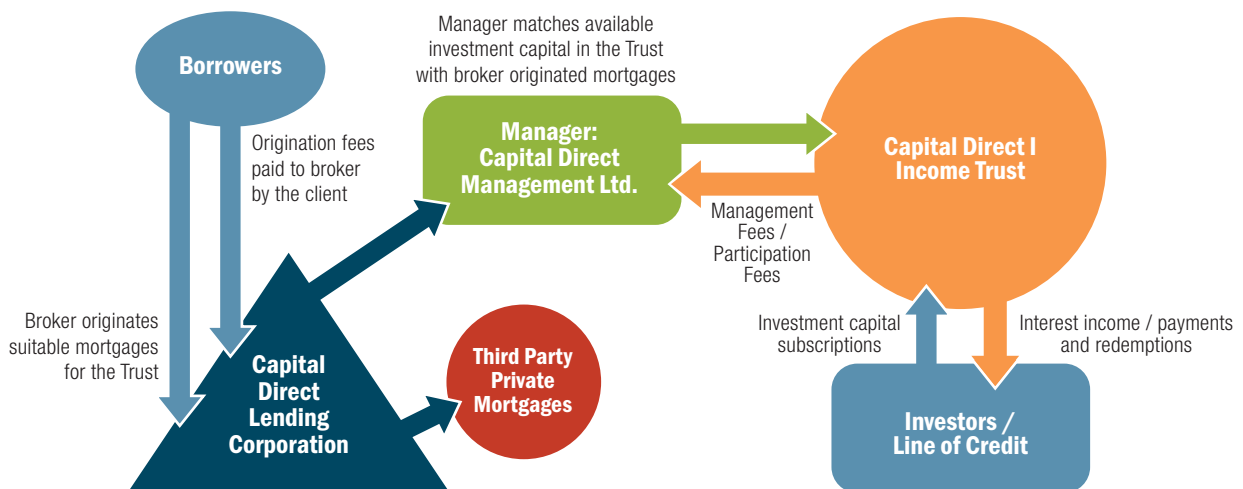 Borrowers
Manager matches available
investment capital in the Trust
with broker originated mortgages
Origination fees
paid to broker
by the client
Manager:
Capital Direct
Management Ltd.
Capital Direct I
Income Trust
Management
Fees /
Participation
Fees
Broker originates
suitable mortgages
for the Trust
Capital
Direct
Lending
Corporation
Third Party
Private
Mortgages
Investment capital
subscriptions
Interest income / payments
and redemptions
Investors /
Line of Credit